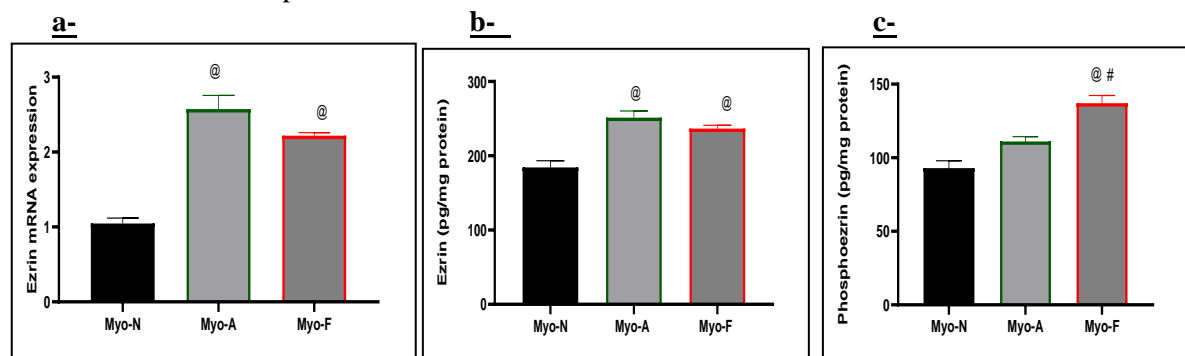 a-
b-
c-
Ezrin mRNA expression
3
2
1
0
@
@
Myo-N Myo-A Myo-F
Ezrin (pg/mg protein)
300
200
100
0
@
@
Myo-N Myo-A Myo-F
Phosphoezrin (pg/mg protein)
150
100
50
0
@ #
Myo-N Myo-A Myo-F